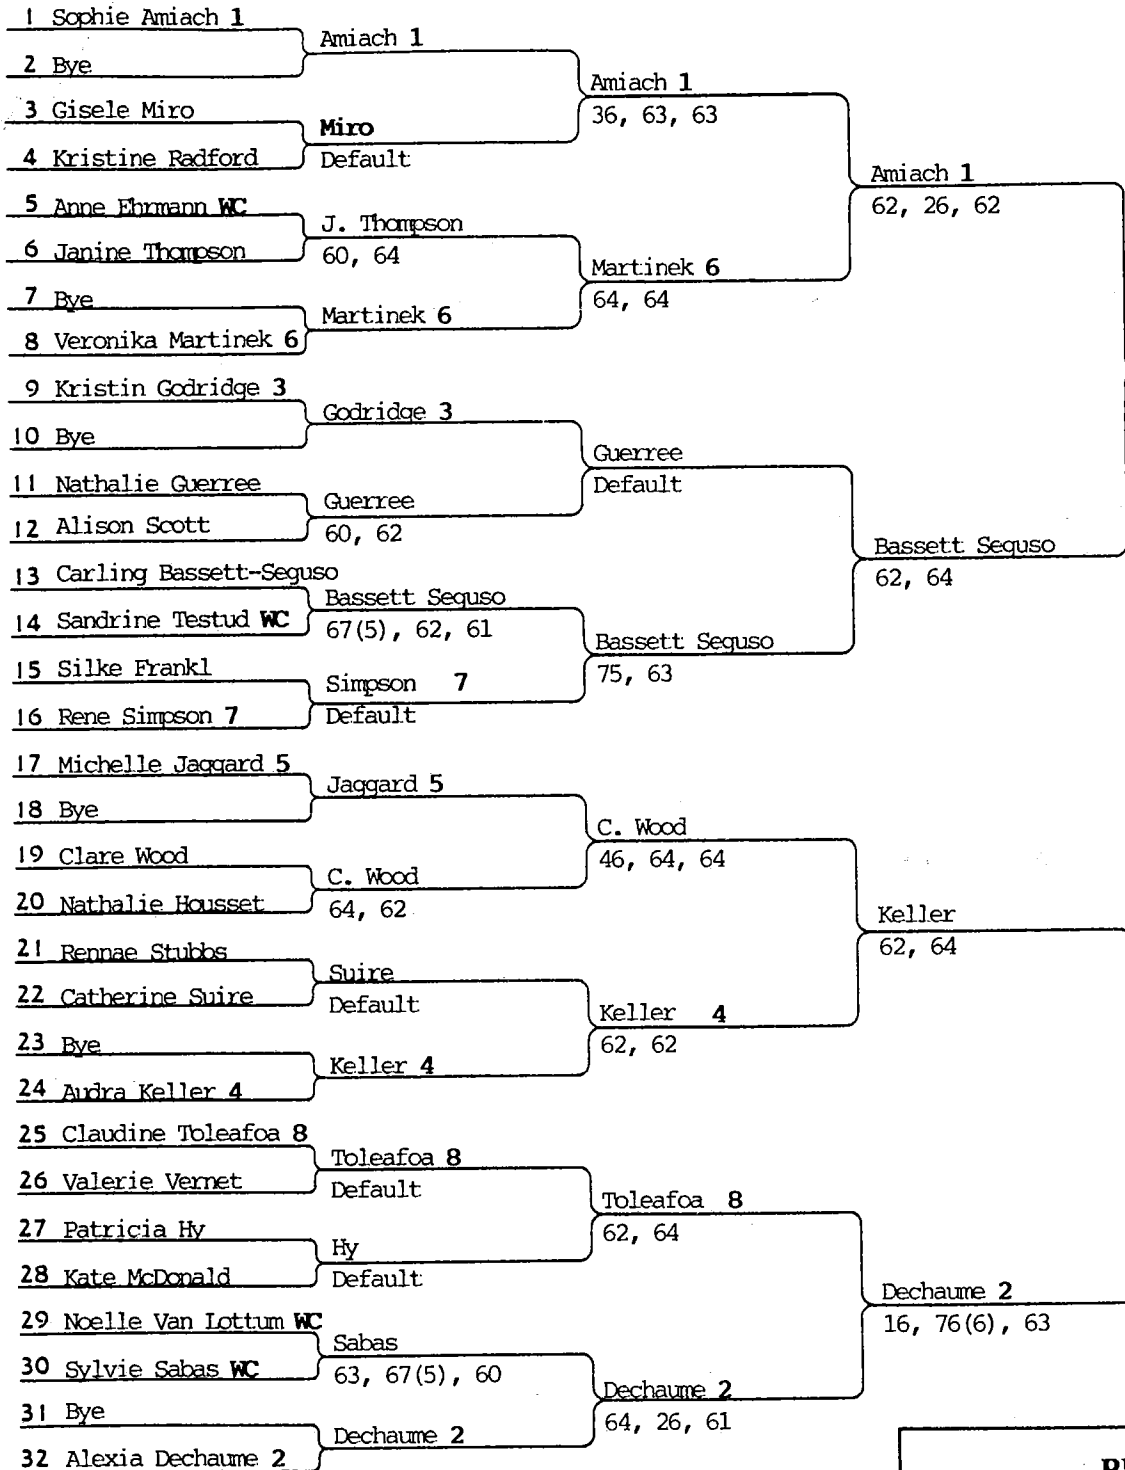 1 Sophie Amiach 1
2 Bye
3 Gisele Miro
4 Kristine Radford
5 Anne Ehrmann WC
6 Janine Thompson
7 Bye
8 Veronika Martinek 6
9 Kristin Godridge 3
10 Bye
11 Nathalie Guerree
12 Alison Scott
13 Carling Bassett-Seguso
14 Sandrine Testud WC
15 Silke Frankl
16 Rene Simpson 7
17 Michelle Jaggard 5
18 Bye
19 Clare Wood
20 Nathalie Housset
21 Rennae Stubbs
22 Catherine Suire
23 Bye
24 Audra Keller 4
25 Claudine Toleafoa 8
26 Valerie Vernet
27 Patricia Hy
28 Kate McDonald
29 Noelle Van Lottum WC
30 Sylvie Sabas WC
31 Bye
32 Alexia Dechaume 2
Amiach 1
Miro
Default
J. Thompson
60, 64
Martinek 6
Godridge 3
Guerree
60, 62
Bassett Seguso
67(5), 62, 61
Simpson 7
Default
Jaggard 5
C. Wood
64, 62
Suire
Default
Keller 4
Toleafoa 8
Default
Hy
Default
Sabas
63, 67(5), 60
Dechaume 2
Amiach 1
36, 63, 63
Martinek 6
64, 64
Guerree
Default
Bassett Seguso
75, 63
C. Wood
46, 64, 64
Keller 4
62, 62
Toleafoa 8
62, 64
Dechaume 2
64, 26, 61
Amiach 1
62, 26, 62
Bassett Seguso
62, 64
Keller
62, 64
Dechaume 2
16, 76(6), 63